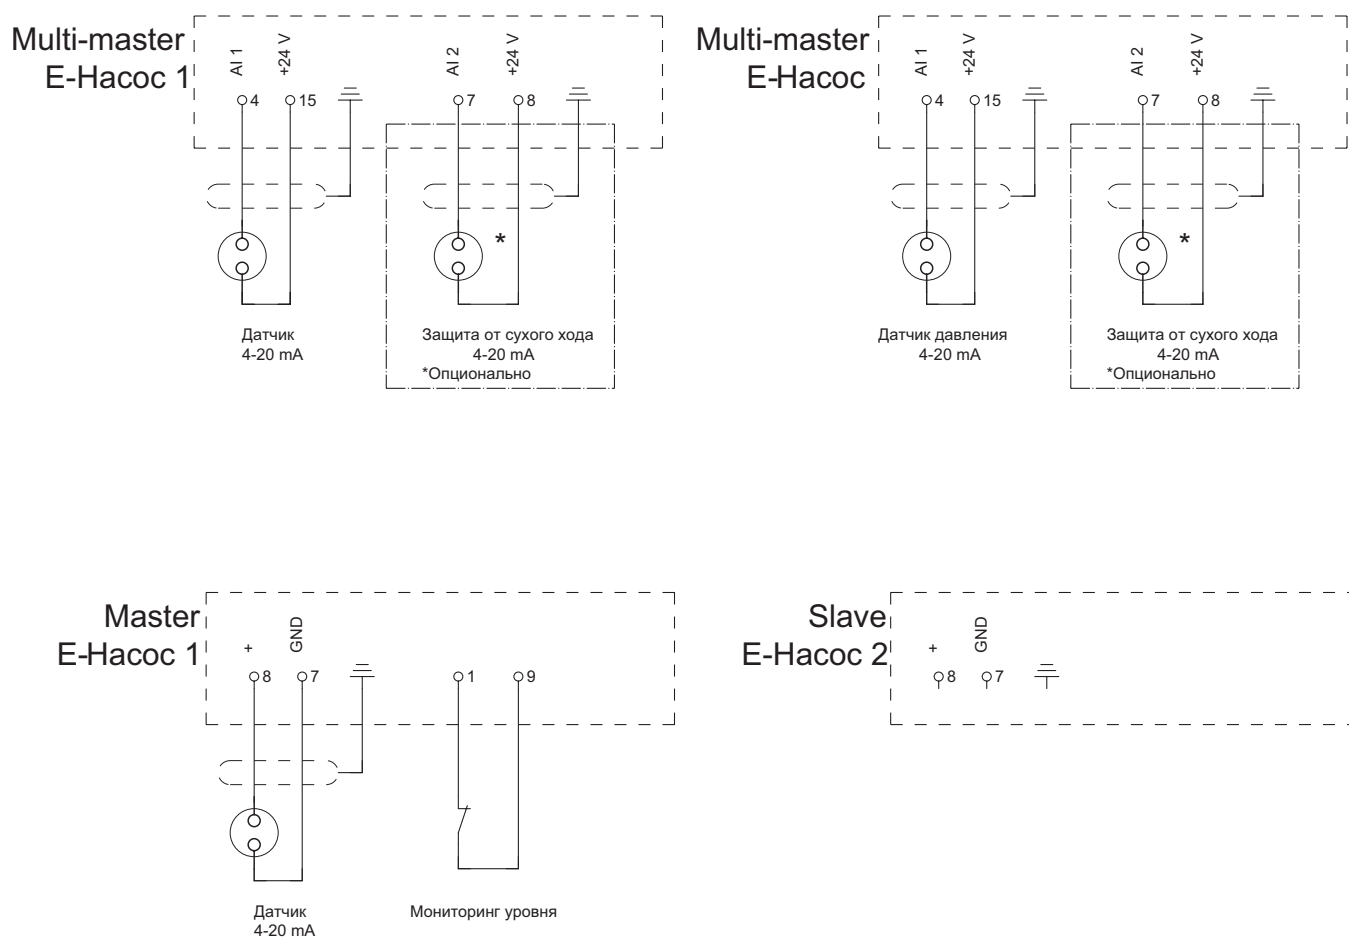 Multi-master
E-Насос 1
AI 1
+24 V
AI 2
+24 V
4
15
7
8
*
Датчик
4-20 mA
Защита от сухого хода
4-20 mA
*Опционально
Multi-master
E-Насос
AI 1
+24 V
AI 2
+24 V
4
15
7
8
*
Датчик давления
4-20 mA
Защита от сухого хода
4-20 mA
*Опционально
Master
E-Насос 1
+
GND
8
7
1
9
Датчик
4-20 mA
Мониторинг уровня
Slave
E-Насос 2
+
GND
8
7